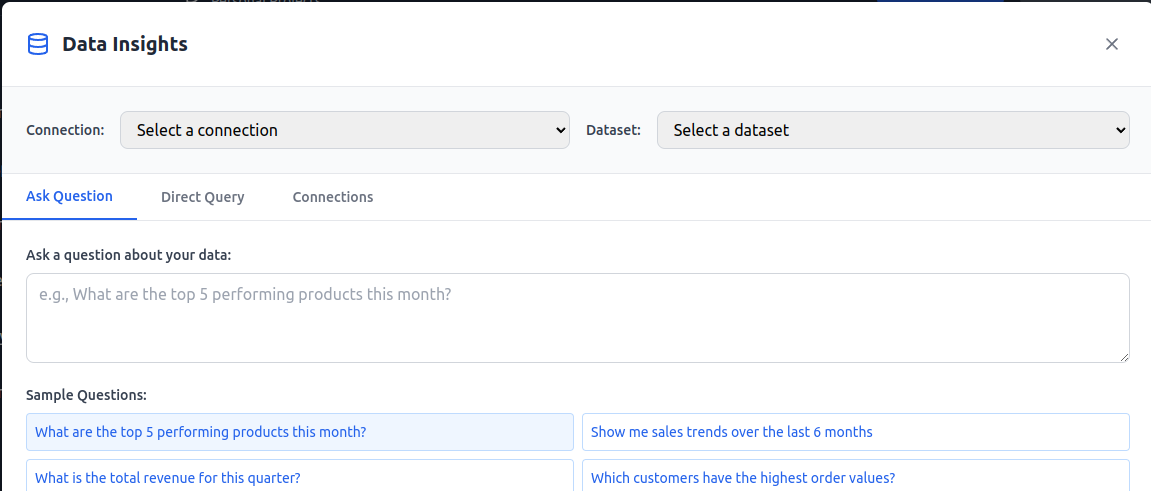 Data Insights
Connection: Select a connection Dataset: Select a dataset
Ask Question Direct Query Connections
Ask a question about your data:
e.g., What are the top 5 performing products this month?
Sample Questions:
What are the top 5 performing products this month? Show me sales trends over the last 6 months
What is the total revenue for this quarter? Which customers have the highest order values?